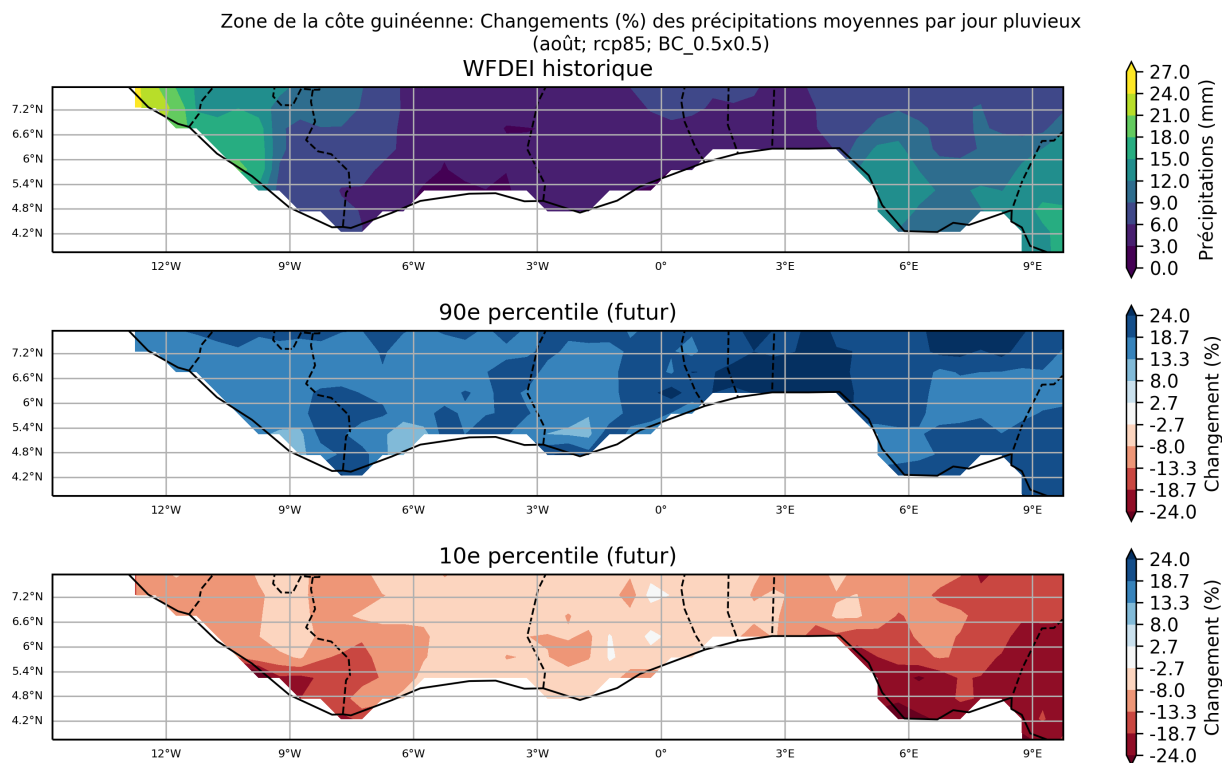 Zone de la côte guinéenne: Changements (%) des précipitations moyennes par jour pluvieux
(août; rcp85; BC_0.5x0.5)
WFDEI historique
7.2°N
6.6°N
6°N
5.4°N
4.8°N
4.2°N
12°W 9°W 6°W 3°W 0° 3°E 6°E 9°E
27.0
24.0
21.0
18.0
15.0
12.0
9.0
6.0
3.0
0.0
Précipitations (mm)
90e percentile (futur)
7.2°N
6.6°N
6°N
5.4°N
4.8°N
4.2°N
12°W 9°W 6°W 3°W 0° 3°E 6°E 9°E
24.0
18.7
13.3
8.0
2.7
-2.7
-8.0
-13.3
-18.7
-24.0
Changement (%)
10e percentile (futur)
7.2°N
6.6°N
6°N
5.4°N
4.8°N
4.2°N
12°W 9°W 6°W 3°W 0° 3°E 6°E 9°E
24.0
18.7
13.3
8.0
2.7
-2.7
-8.0
-13.3
-18.7
-24.0
Changement (%)